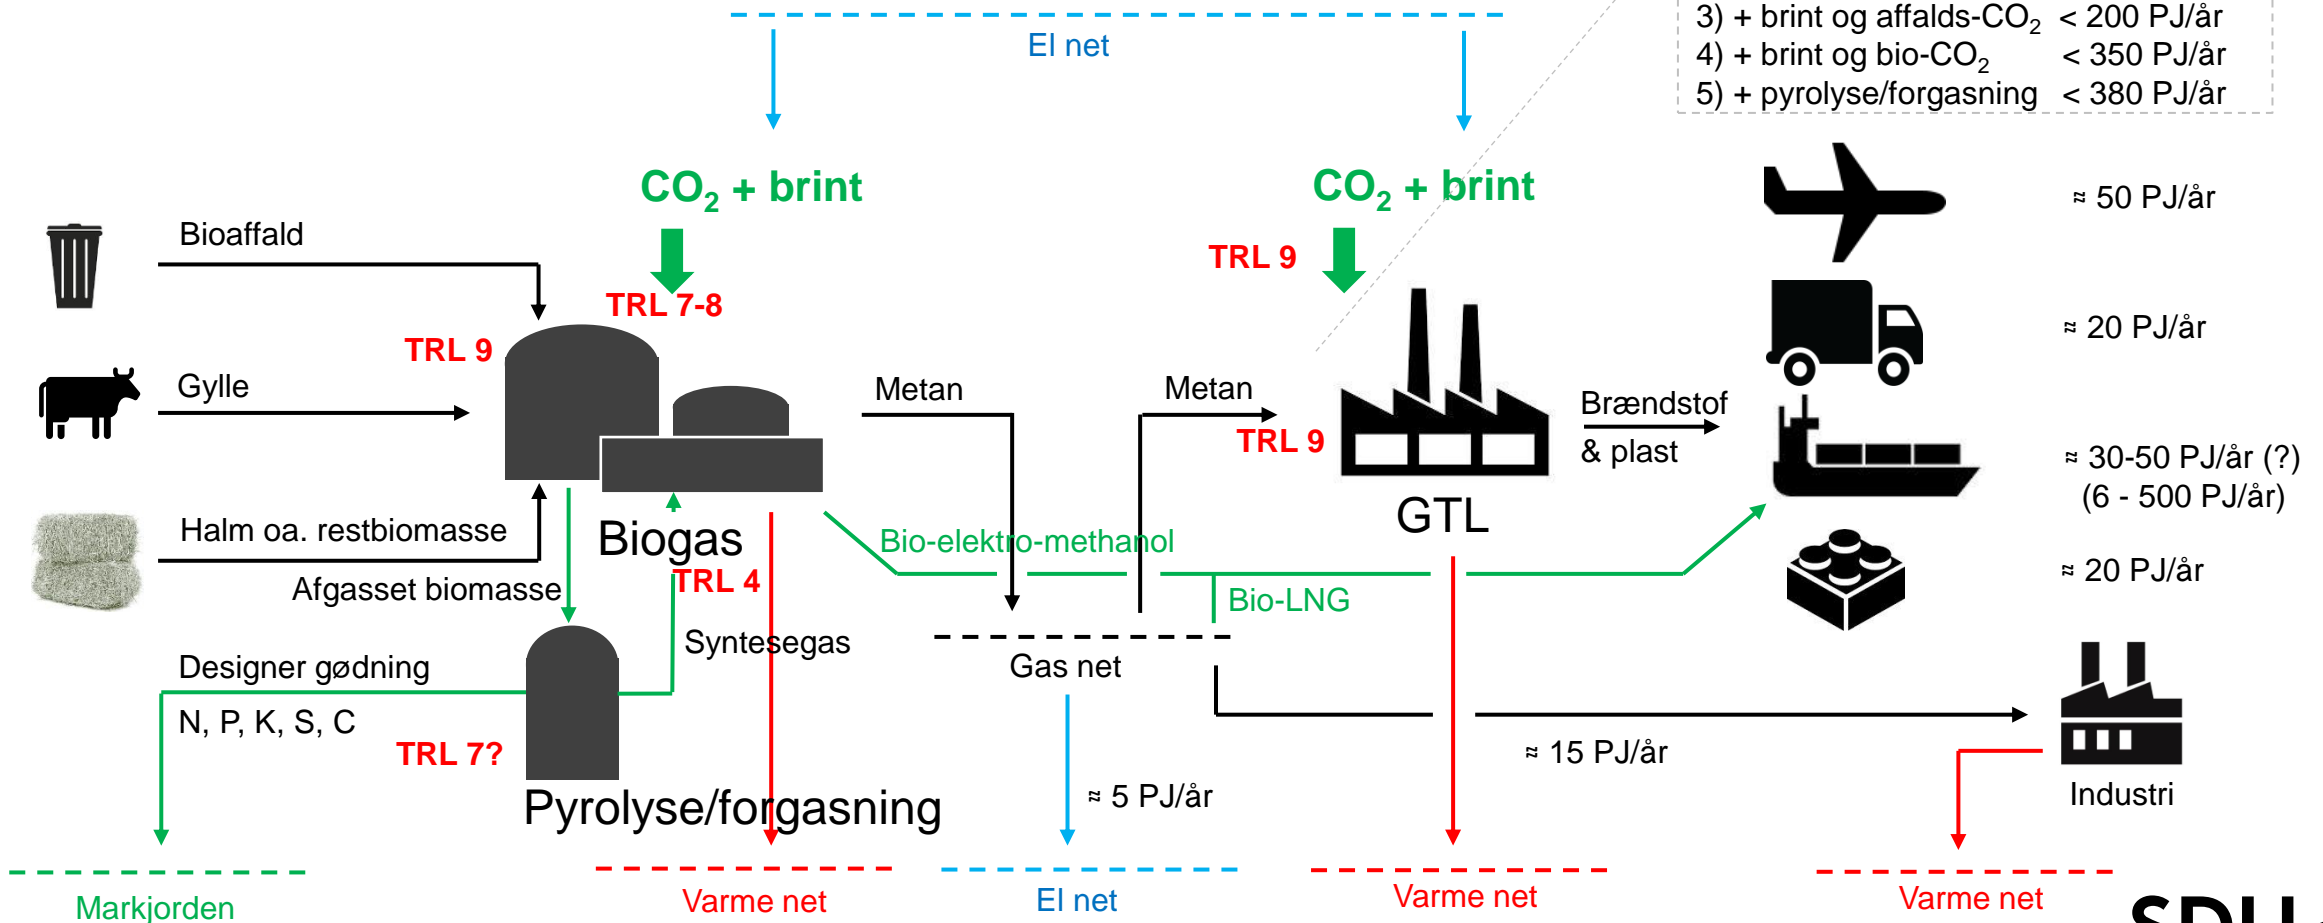 El net
3) + brint og affalds-CO₂ < 200 PJ/år
4) + brint og bio-CO₂ < 350 PJ/år
5) + pyrolyse/forgasning < 380 PJ/år
CO₂ + brint
CO₂ + brint
≈ 50 PJ/år
Bioaffald
TRL 9
TRL 7-8
≈ 20 PJ/år
TRL 9
Gylle
Metan
Metan
Brændstof
& plast
TRL 9
≈ 30-50 PJ/år (?)
(6 - 500 PJ/år)
GTL
Halm oa. restbiomasse
Biogas
Bio-elektro-methanol
≈ 20 PJ/år
Afgasset biomasse
TRL 4
Bio-LNG
Syntesegas
Designer gødning
Gas net
N, P, K, S, C
TRL 7?
≈ 15 PJ/år
Pyrolyse/forgasning
≈ 5 PJ/år
Industri
Markjorden
Varme net
El net
Varme net
Varme net
SDU